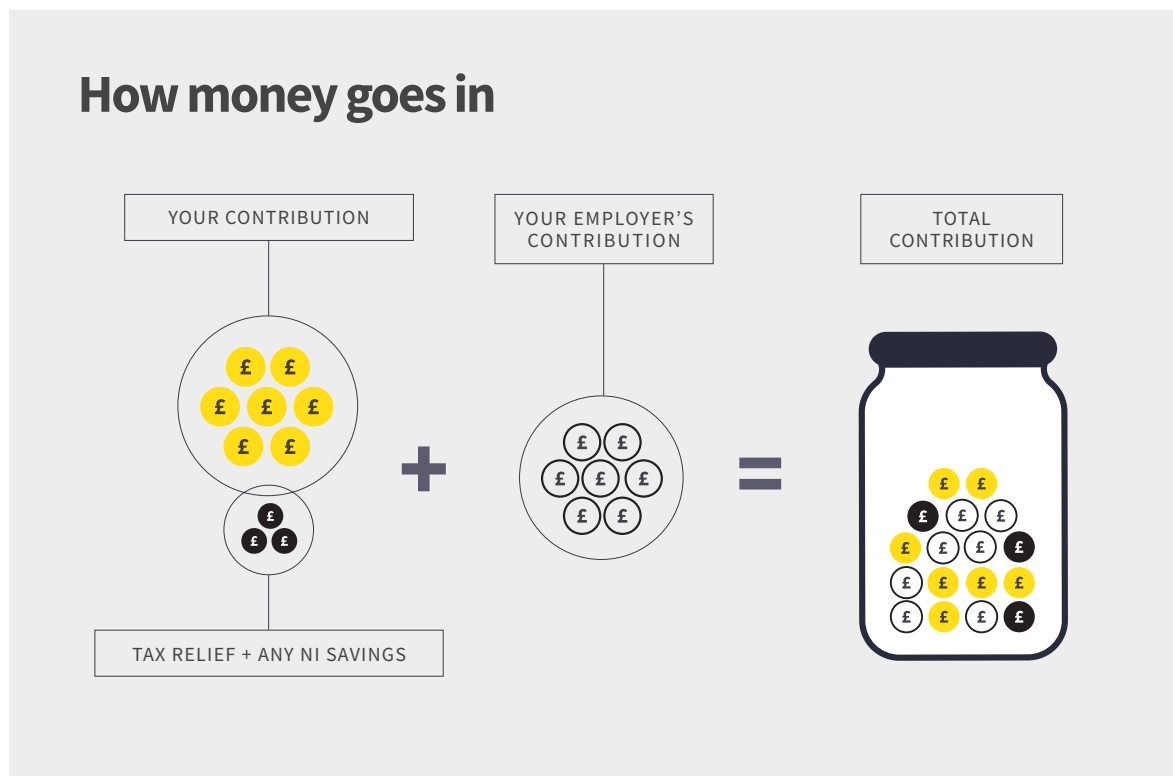 How money goes in
YOUR CONTRIBUTION
YOUR EMPLOYER’S
CONTRIBUTION
TOTAL
CONTRIBUTION
£ £
£ £ £
£ £
£
£ £
+
£ £
£ £ £
£ £
=
£ £
£ £ £
£ £ £ £
£ £ £ £
£ £ £ £
TAX RELIEF + ANY NI SAVINGS